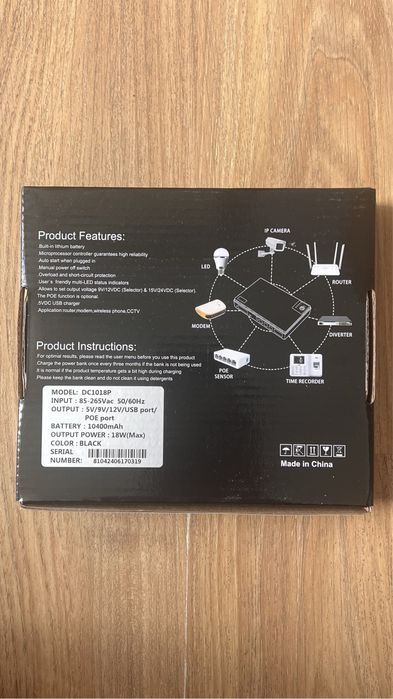 Product Features:
.Built-in lithium battery
.Microprocessor controller guarantees high reliability
.Auto start when plugged in
.Manual power off switch
.Overload and short-circuit protection
.User's friendly multi-LED status indicators
.Allows to set output voltage 9V/12VDC (Selector) & 15V/24VDC (Selector).
.The POE function is optional
.5VDC USB charger
.Application:router,modem,wireless phone,CCTV
IP CAMERA
LED
ROUTER
MODEM
DIVERTER
POE
SENSOR
TIME RECORDER
Product Instructions:
.For optimal results, please read the user menu before you use this product
.Charge the power bank once every three months if the bank is not being used
.It is normal if the product temperature gets a bit high during charging
.Please keep the bank clean and do not clean it using detergents
MODEL: DC1018P
INPUT : 85-265Vac 50/60Hz
OUTPUT : 5V/9V/12V/USB port/
POE port
BATTERY : 10400mAh
OUTPUT POWER : 18W(Max)
COLOR : BLACK
SERIAL
NUMBER: 81042406170319
Made in China